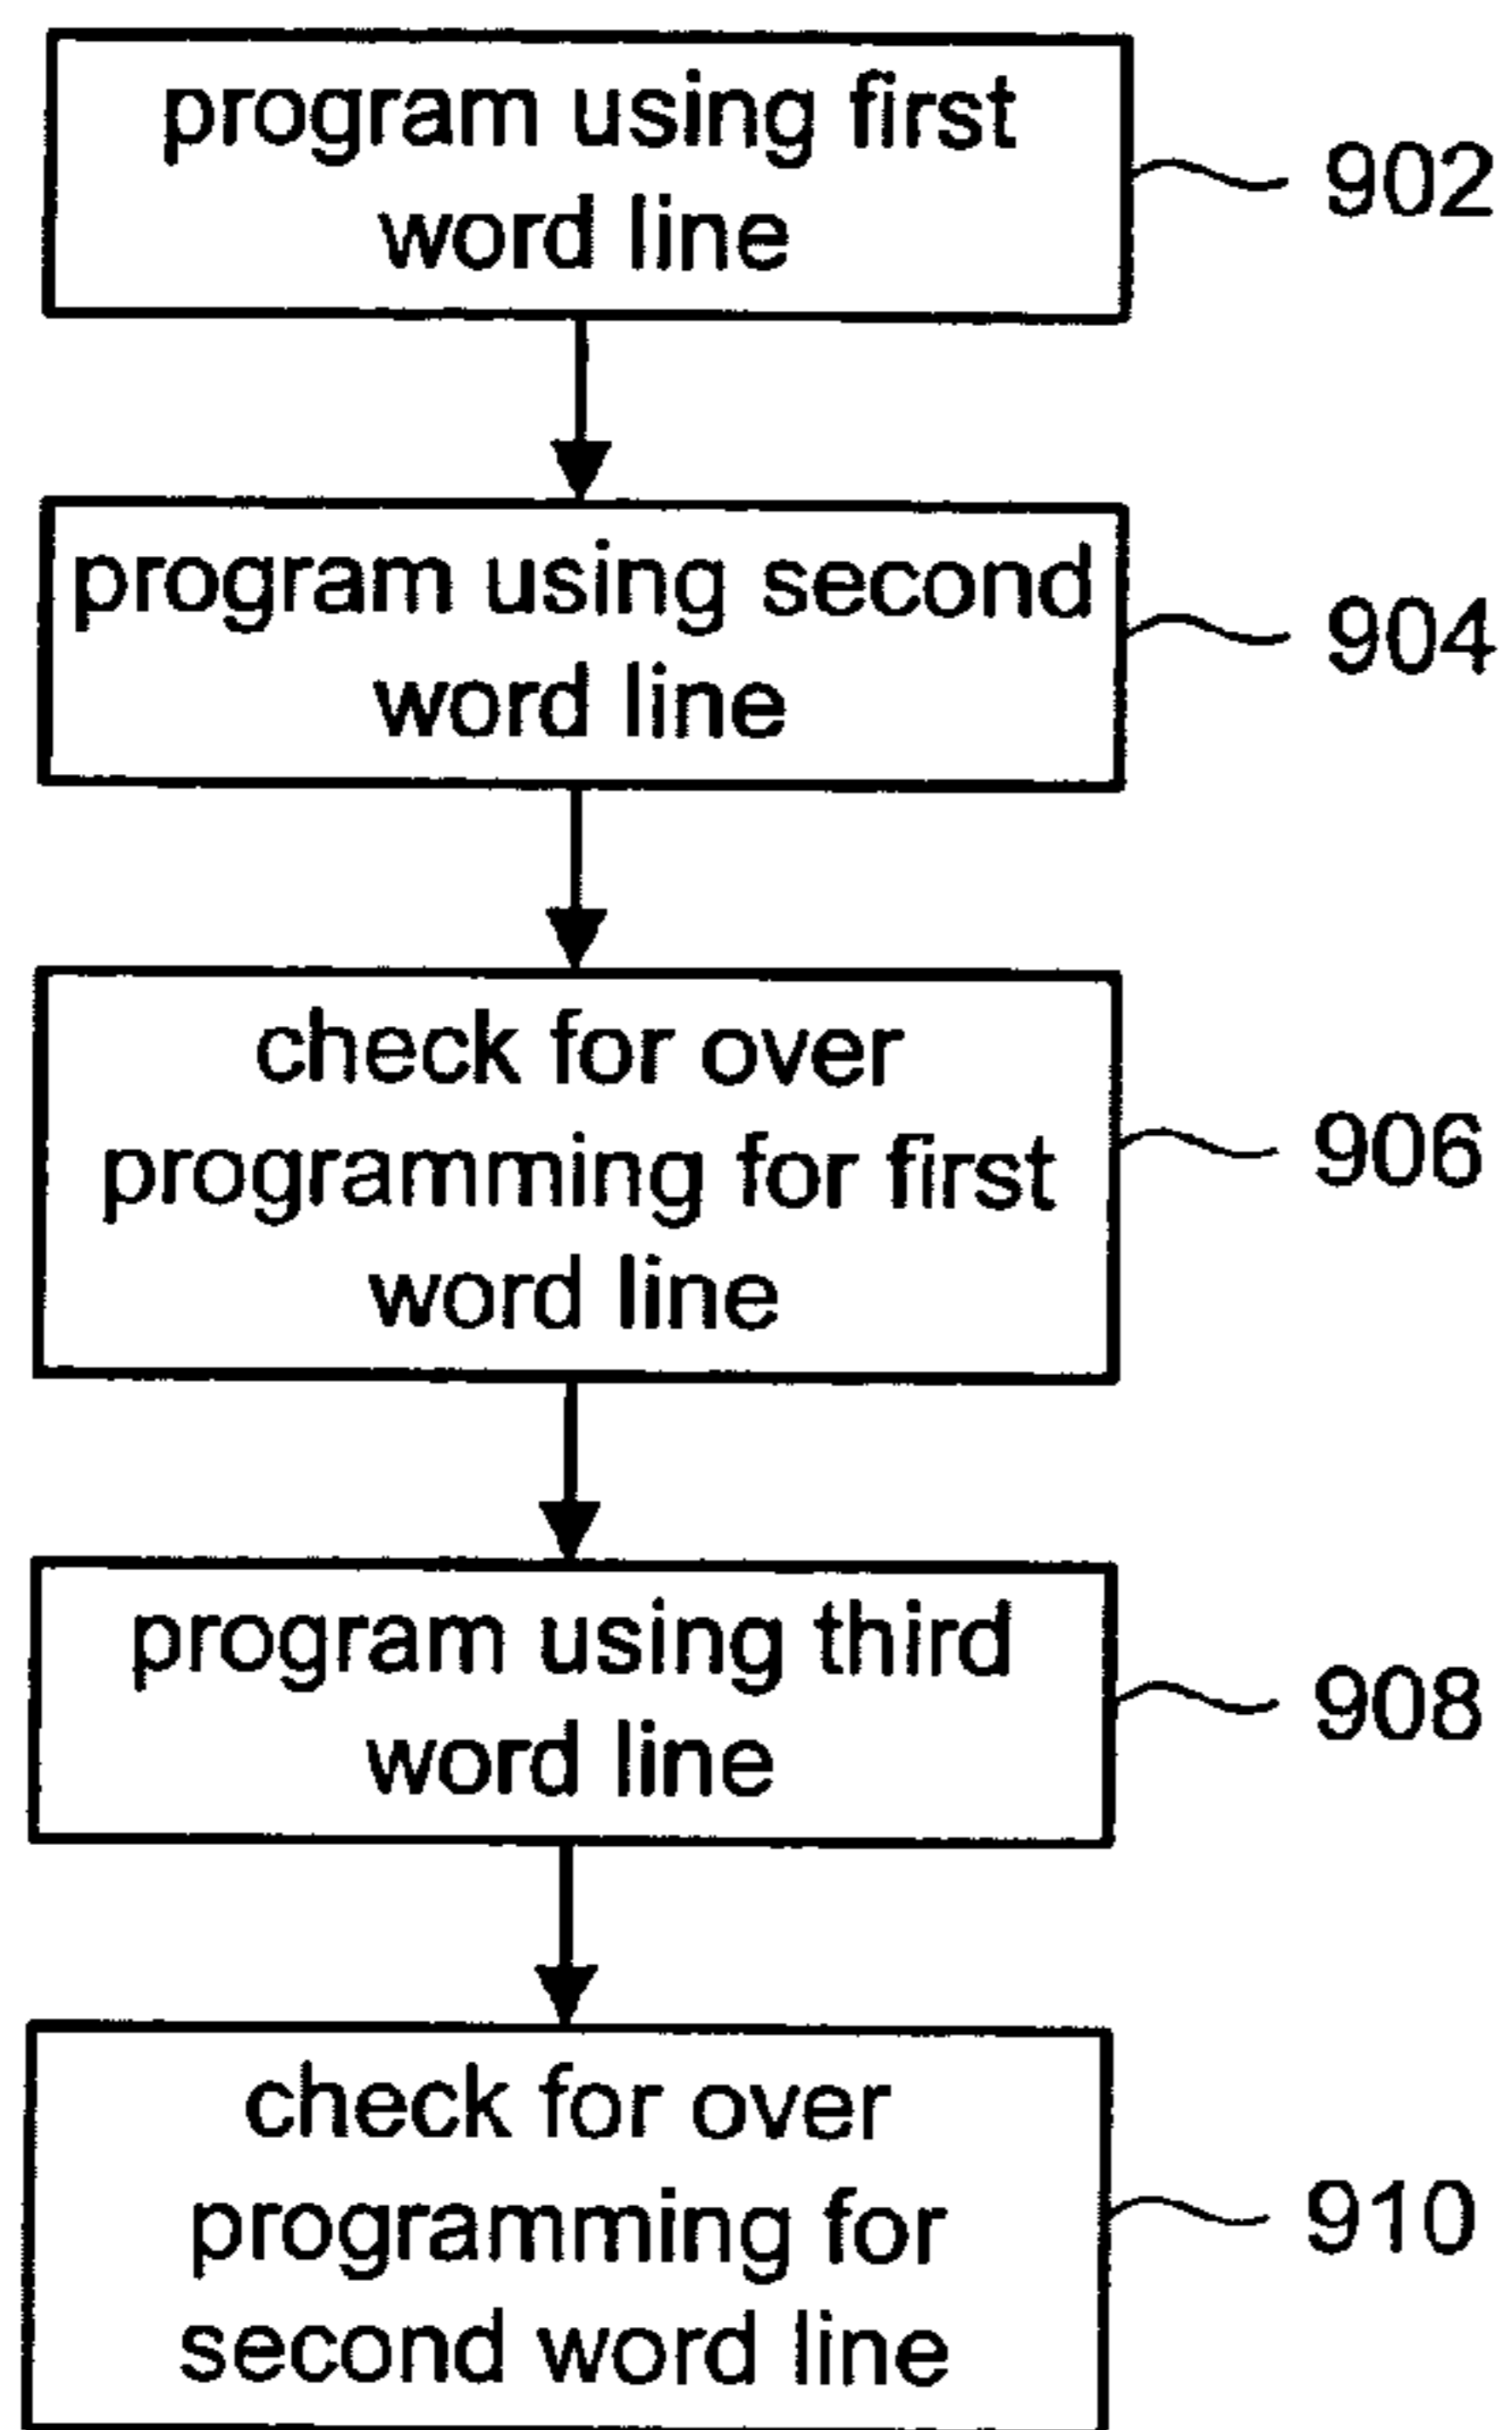 program using first
word line
902
program using second
word line
904
check for over
programming for first
word line
906
program using third
word line
908
check for over
programming for
second word line
910